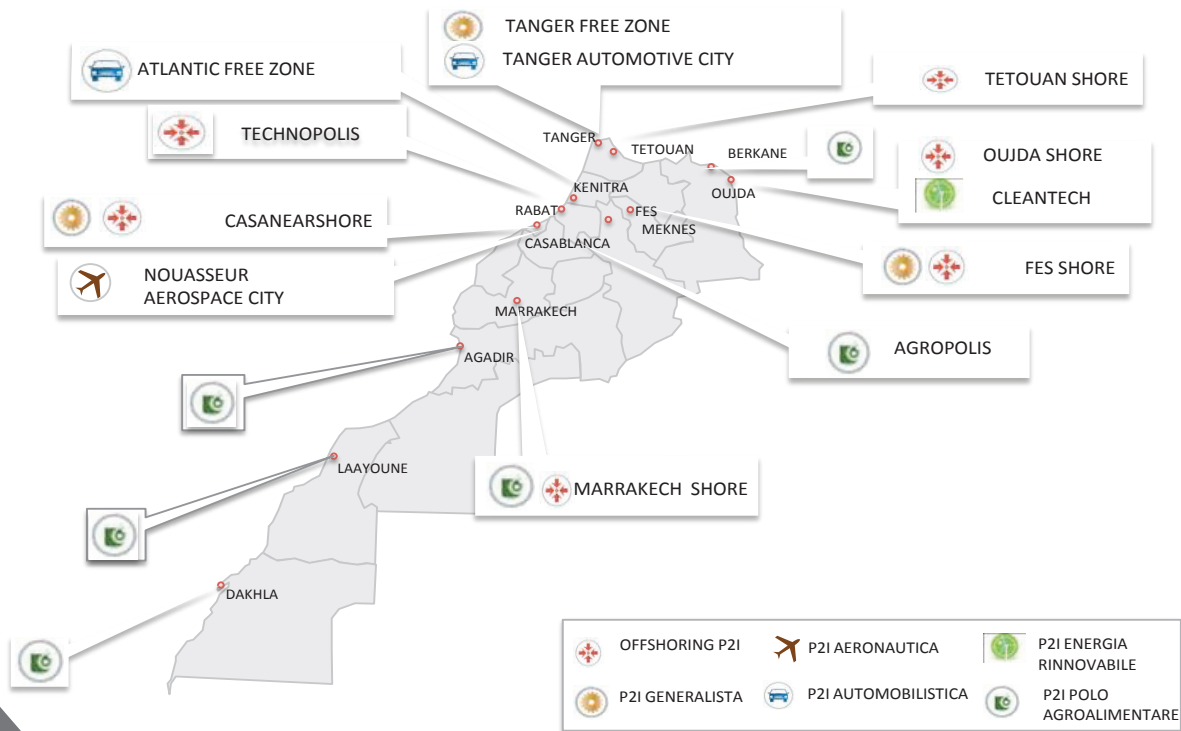 TANGER FREE ZONE
TANGER AUTOMOTIVE CITY
ATLANTIC FREE ZONE
TETOUAN SHORE
TECHNOPOLIS
TANGER
TETOUAN
BERKANE
OUJDA SHORE
CLEANTECH
KENITRA
OUJDA
RABAT
FES
MEKNES
CASANEARSHORE
CASABLANCA
FES SHORE
NOUASSEUR
AEROSPACE CITY
MARRAKECH
AGADIR
AGROPOLIS
LAAYOUNE
MARRAKECH SHORE
DAKHLA
OFFSHORING P2I
P2I AERONAUTICA
P2I ENERGIA
RINNOVABILE
P2I GENERALISTA
P2I AUTOMOBILISTICA
P2I POLO
AGROALIMENTARE